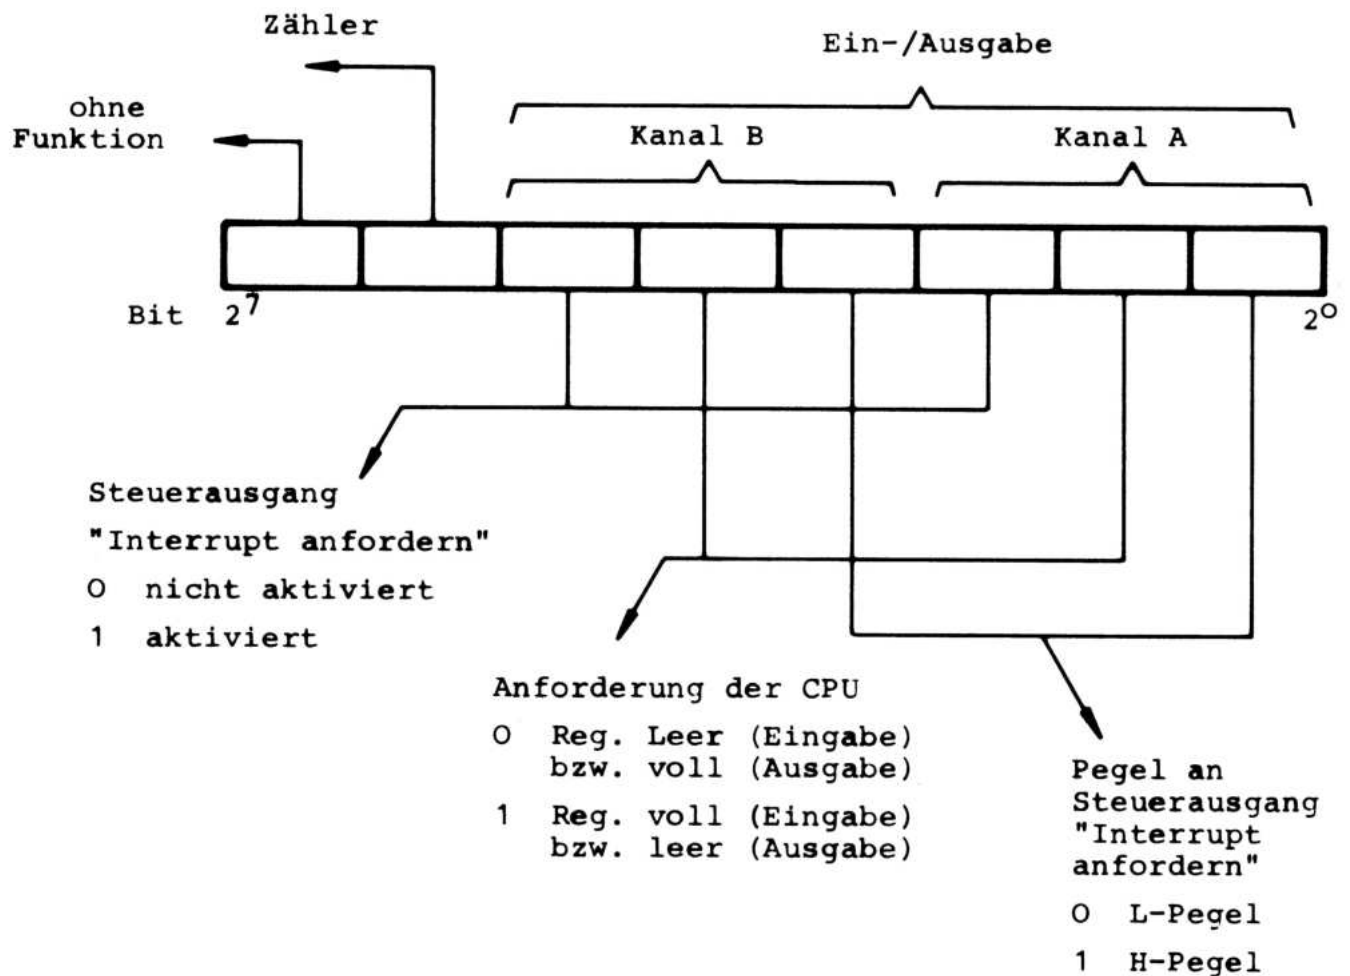 Zähler
Ein-/Ausgabe
ohne
Funktion
Kanal B
Kanal A
Bit 2⁷
2⁰
Steuerausgang
"Interrupt anfordern"
0 nicht aktiviert
1 aktiviert
Anforderung der CPU
0 Reg. Leer (Eingabe)
bzw. voll (Ausgabe)
1 Reg. voll (Eingabe)
bzw. leer (Ausgabe)
Pegel an
Steuerausgang
"Interrupt
anfordern"
0 L-Pegel
1 H-Pegel